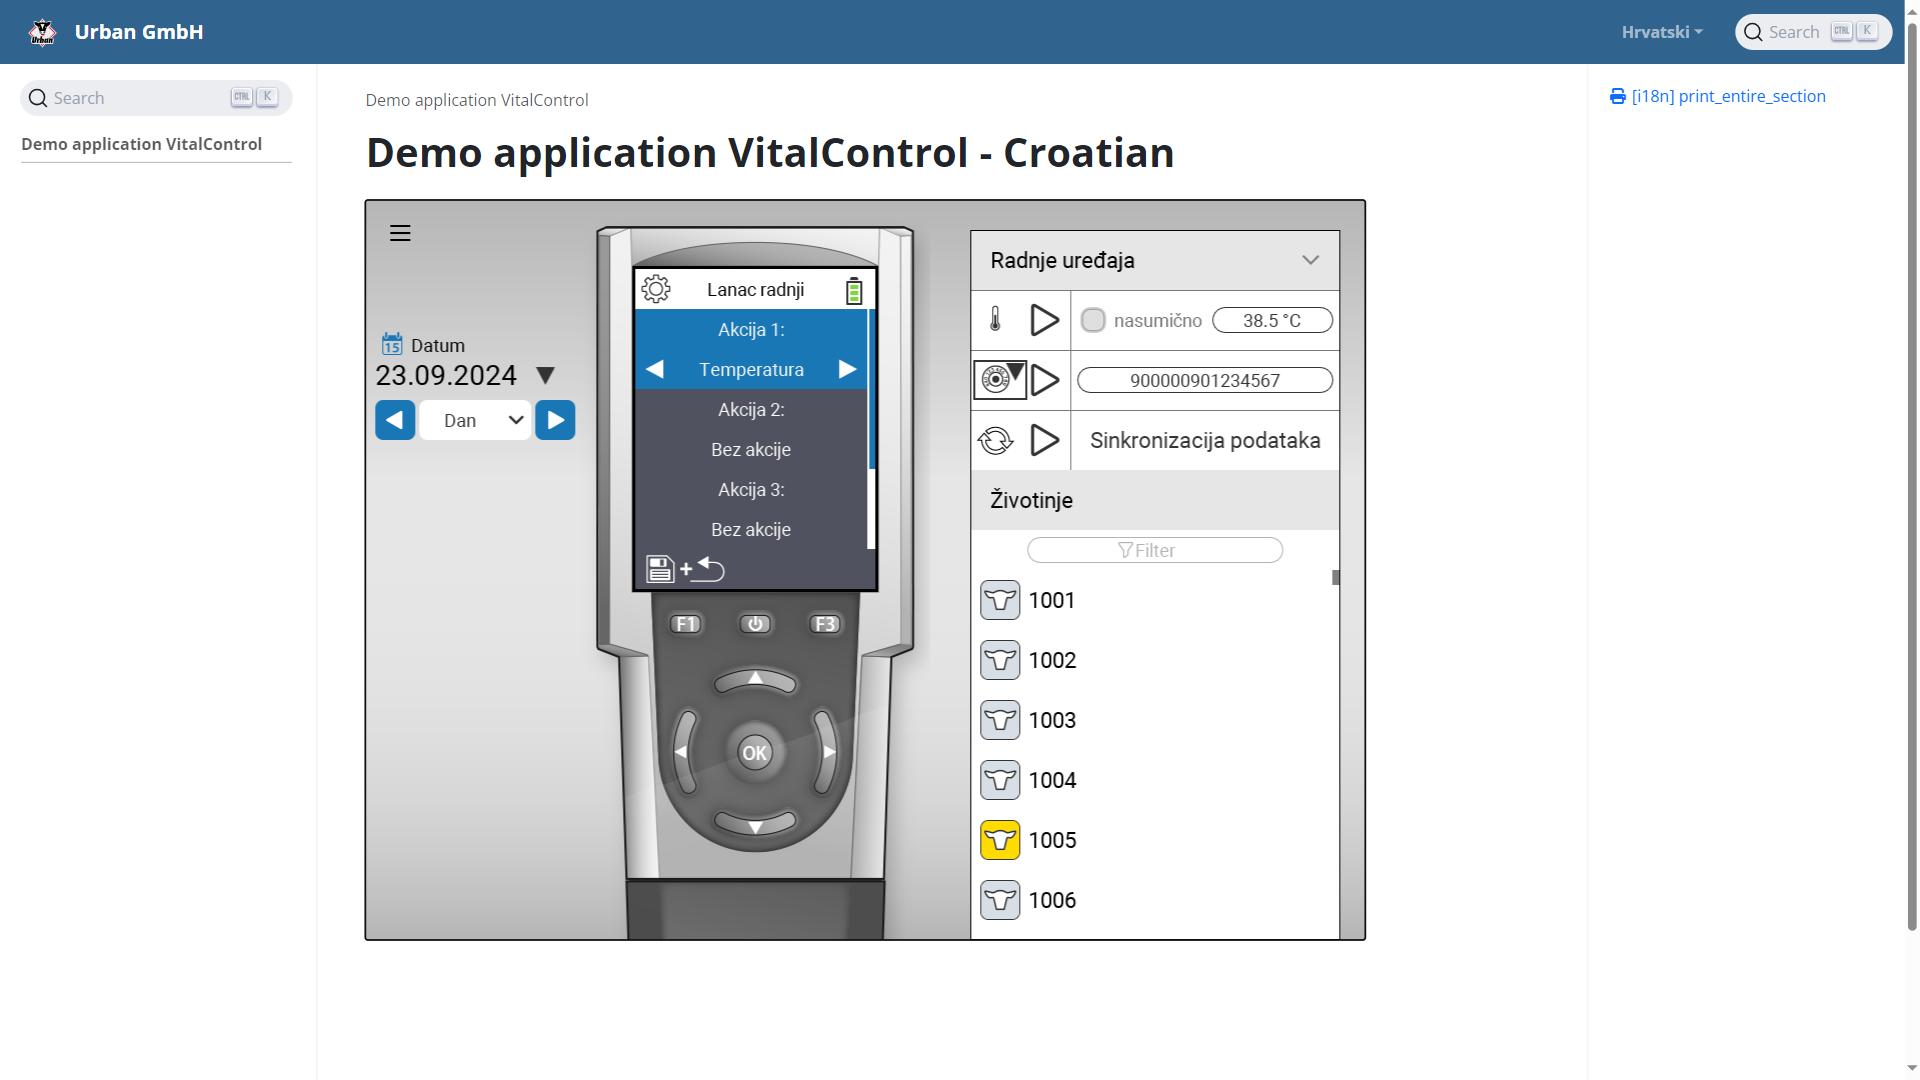 Urban GmbH
Hrvatski
Search CTRL K
Search CTRL K
Demo application VitalControl
Demo application VitalControl
Demo application VitalControl - Croatian
[i18n] print_entire_section
15 Datum
23.09.2024
Dan
Lanac radnji
Akcija 1:
Temperatura
Akcija 2:
Bez akcije
Akcija 3:
Bez akcije
+
F1
F3
OK
Radnje uređaja
nasumično
38.5 °C
900000901234567
Sinkronizacija podataka
Životinje
Filter
1001
1002
1003
1004
1005
1006